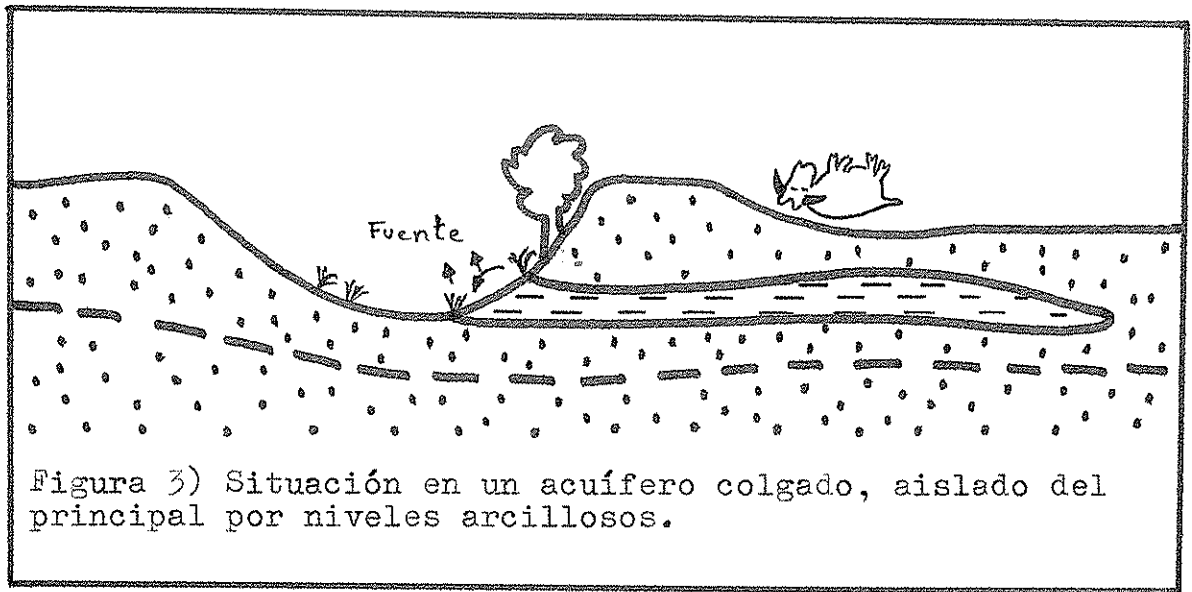 Fuente
Figura 3) Situación en un acuífero colgado, aislado del
principal por niveles arcillosos.